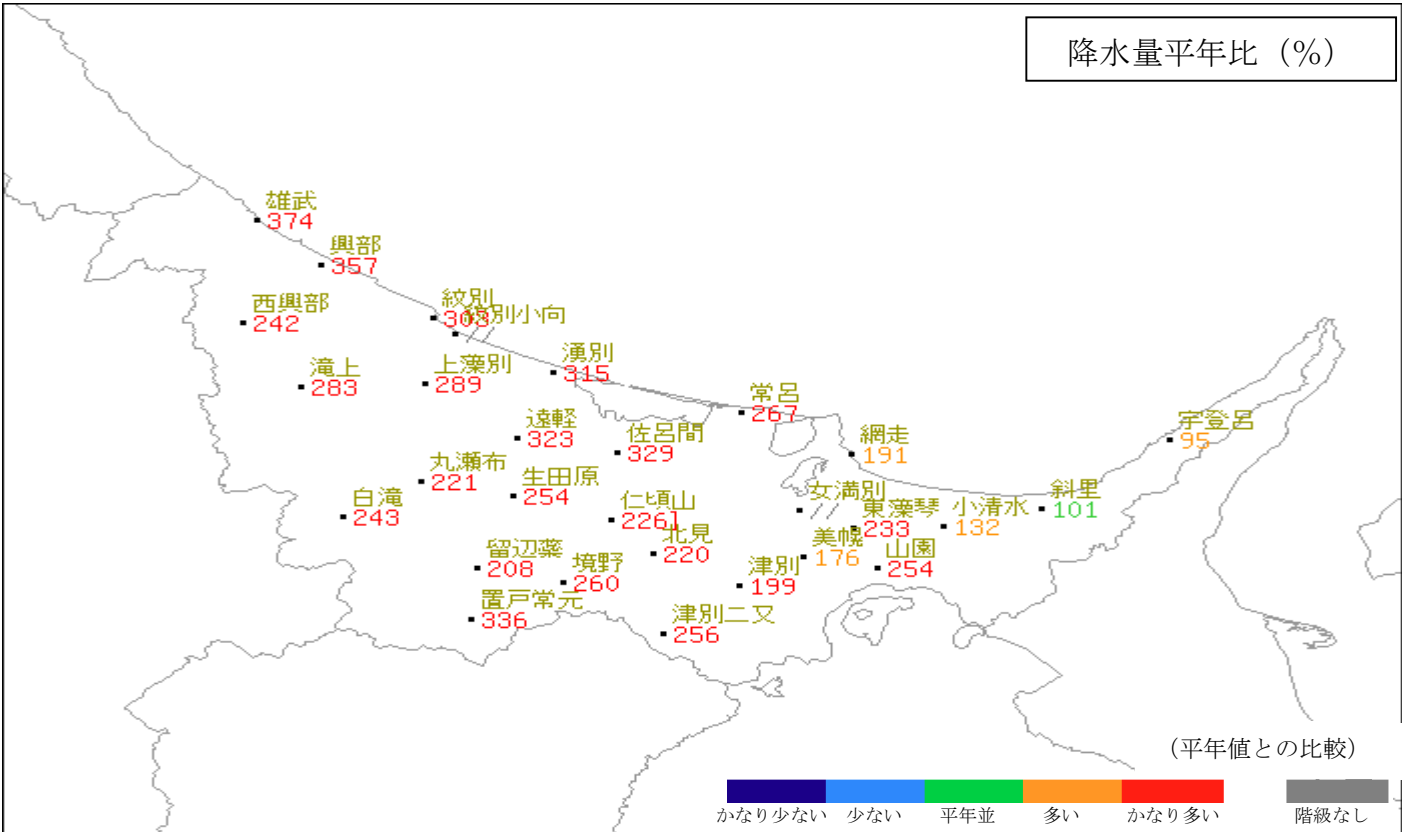 降水量平年比（%）
雄武
374
興部
357
西興部
242
紋別
303
紋別小向
//
滝上
283
上藻別
289
湧別
315
常呂
267
遠軽
323
佐呂間
329
網走
191
宇登呂
95
丸瀬布
221
生田原
254
白滝
243
仁頃山
226]
女満別
//
東藻琴
233
小清水
132
斜里
101
北見
220
美幌
176
山園
254
留辺蘂
208
境野
260
津別
199
置戸常元
336
津別二又
256
（平年値との比較）
かなり少ない 少ない 平年並 多い かなり多い 階級なし